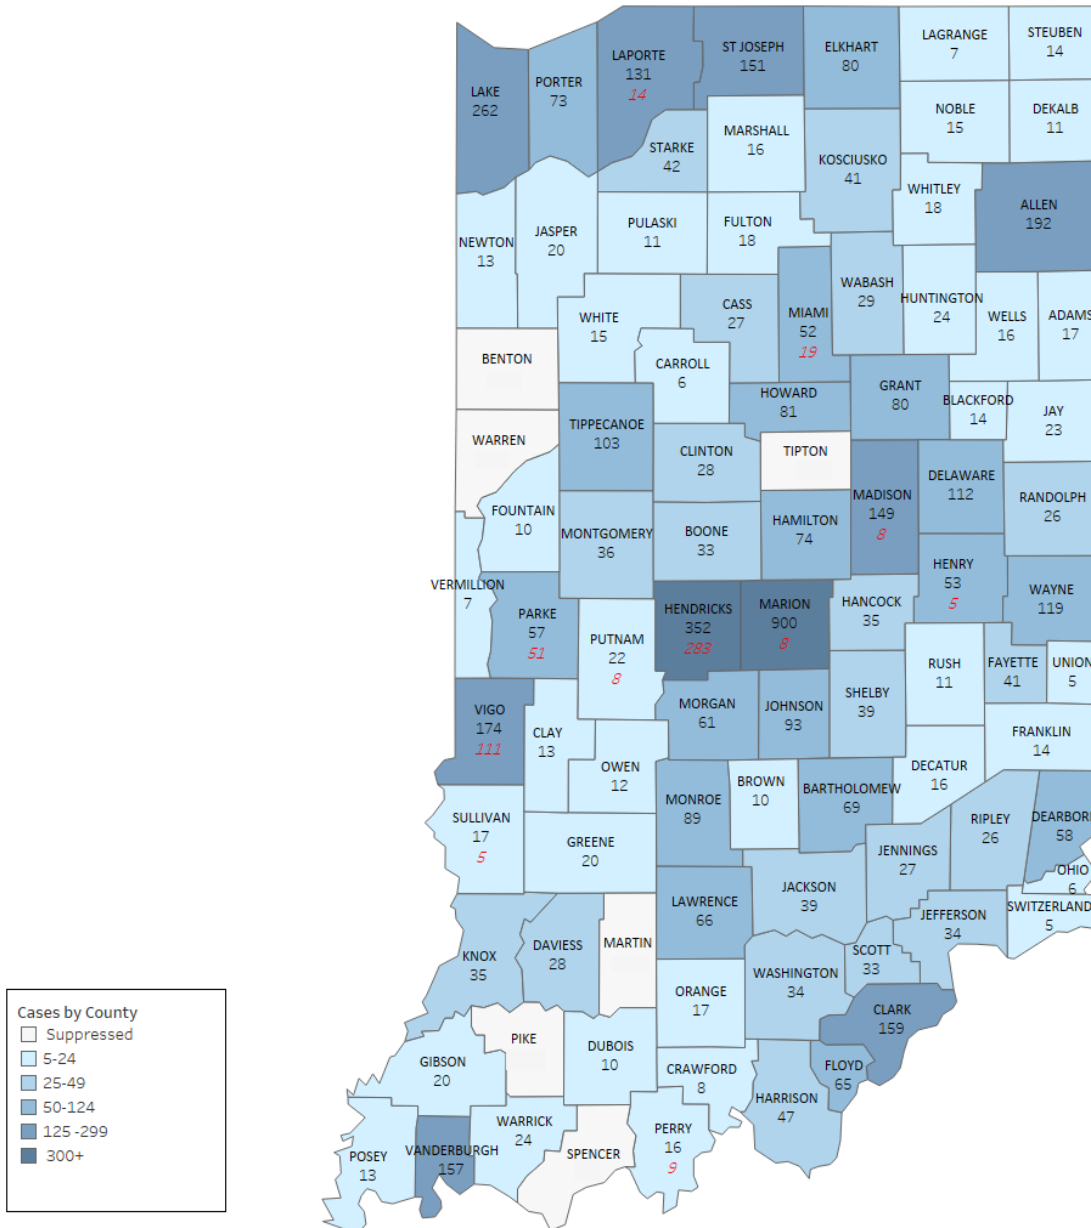 LAKE
262
PORTER
73
LAPORTE
131
14
ST JOSEPH
151
ELKHART
80
LAGRANGE
7
STEUBEN
14
STARKE
42
MARSHALL
16
KOSCIUSKO
41
NOBLE
15
DEKALB
11
WHITLEY
18
ALLEN
192
NEWTON
13
JASPER
20
PULASKI
11
FULTON
18
WHITE
15
CASS
27
MIAMI
52
19
WABASH
29
HUNTINGTON
24
WELLS
16
ADAMS
17
BENTON
CARROLL
6
HOWARD
81
GRANT
80
BLACKFORD
14
JAY
23
WARREN
TIPPECANOE
103
CLINTON
28
TIPTON
MADISON
149
8
DELAWARE
112
RANDOLPH
26
FOUNTAIN
10
MONTGOMERY
36
BOONE
33
HAMILTON
74
HENRY
53
5
WAYNE
119
VERMILLION
7
PARKE
57
51
PUTNAM
22
8
HENDRICKS
352
283
MARION
900
8
HANCOCK
35
RUSH
11
FAYETTE
41
UNION
5
VIGO
174
111
CLAY
13
OWEN
12
MORGAN
61
JOHNSON
93
SHELBY
39
FRANKLIN
14
DECATUR
16
SULLIVAN
17
5
GREENE
20
MONROE
89
BROWN
10
BARTHOLOMEW
69
JENNINGS
27
RIPLEY
26
DEARBOR
58
OHIO
6
SWITZERLAND
5
KNOX
35
DAVIESS
28
MARTIN
LAWRENCE
66
JACKSON
39
JEFFERSON
34
SCOTT
33
ORANGE
17
WASHINGTON
34
CLARK
159
FLOYD
65
GIBSON
20
PIKE
DUBOIS
10
CRAWFORD
8
HARRISON
47
POSEY
13
VANDERBURGH
157
WARRICK
24
SPENCER
PERRY
16
9
Cases by County
Suppressed
5-24
25-49
50-124
125 -299
300+